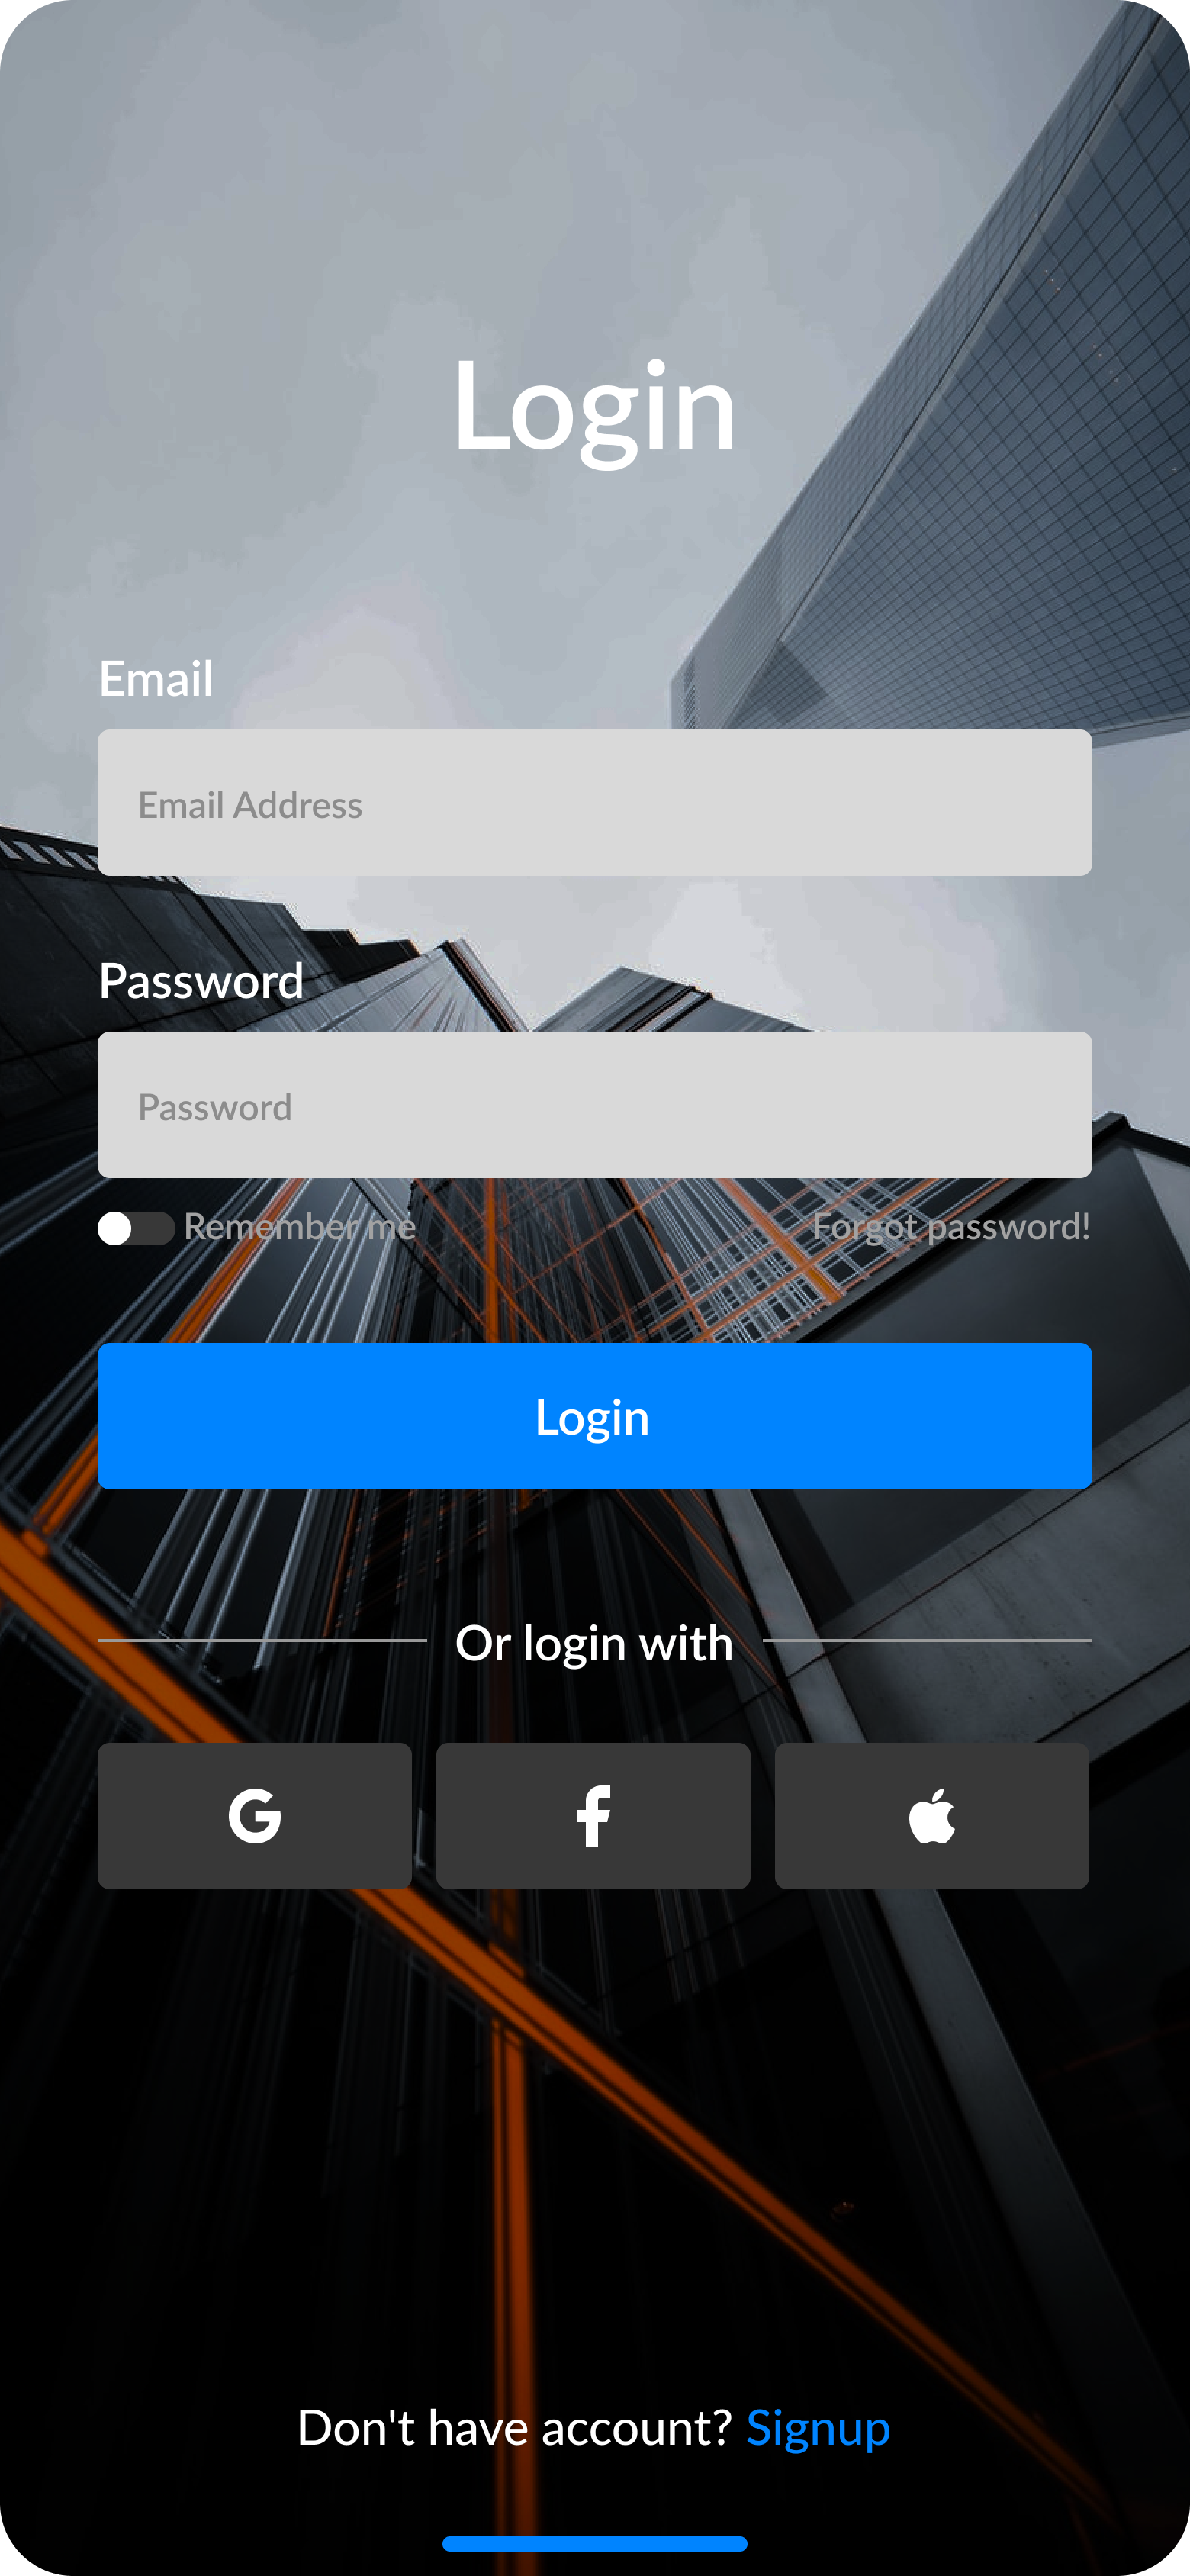 Login
Email
Email Address
Password
Password
Remember me
Forgot password!
Login
Or login with
Don't have account? Signup